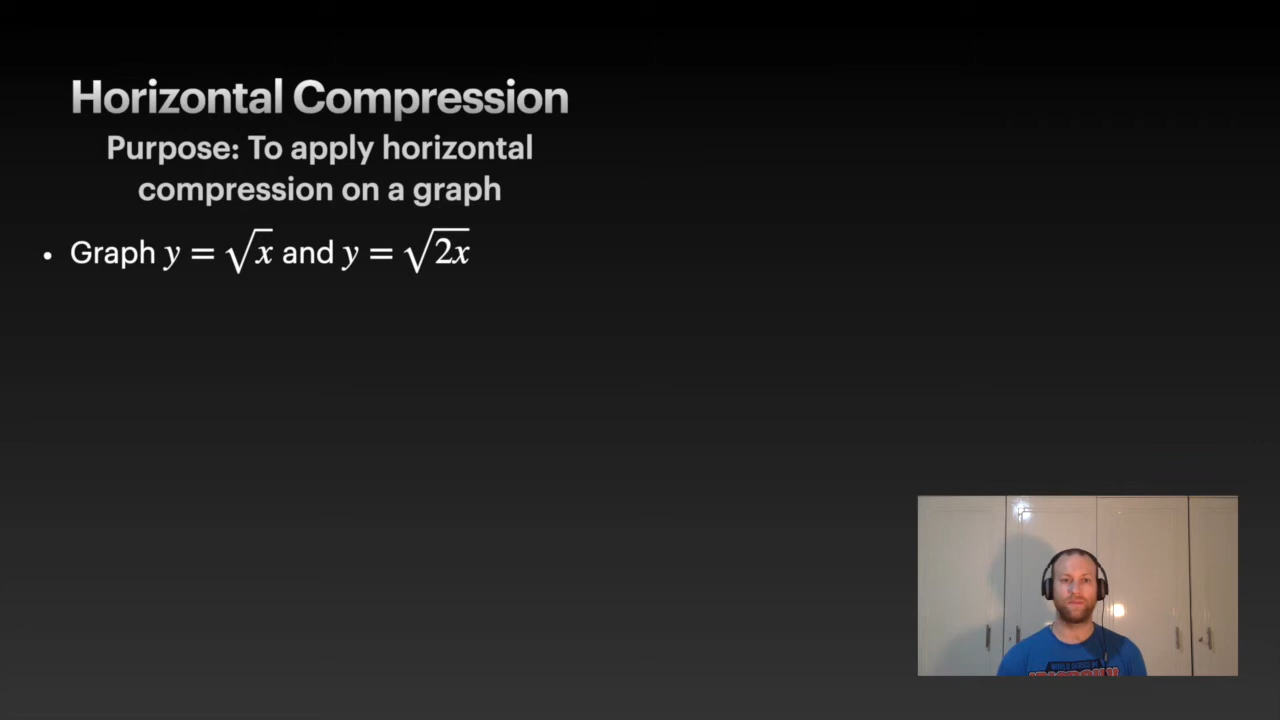 Horizontal Compression
Purpose: To apply horizontal
compression on a graph
• Graph y = √x and y = √2x